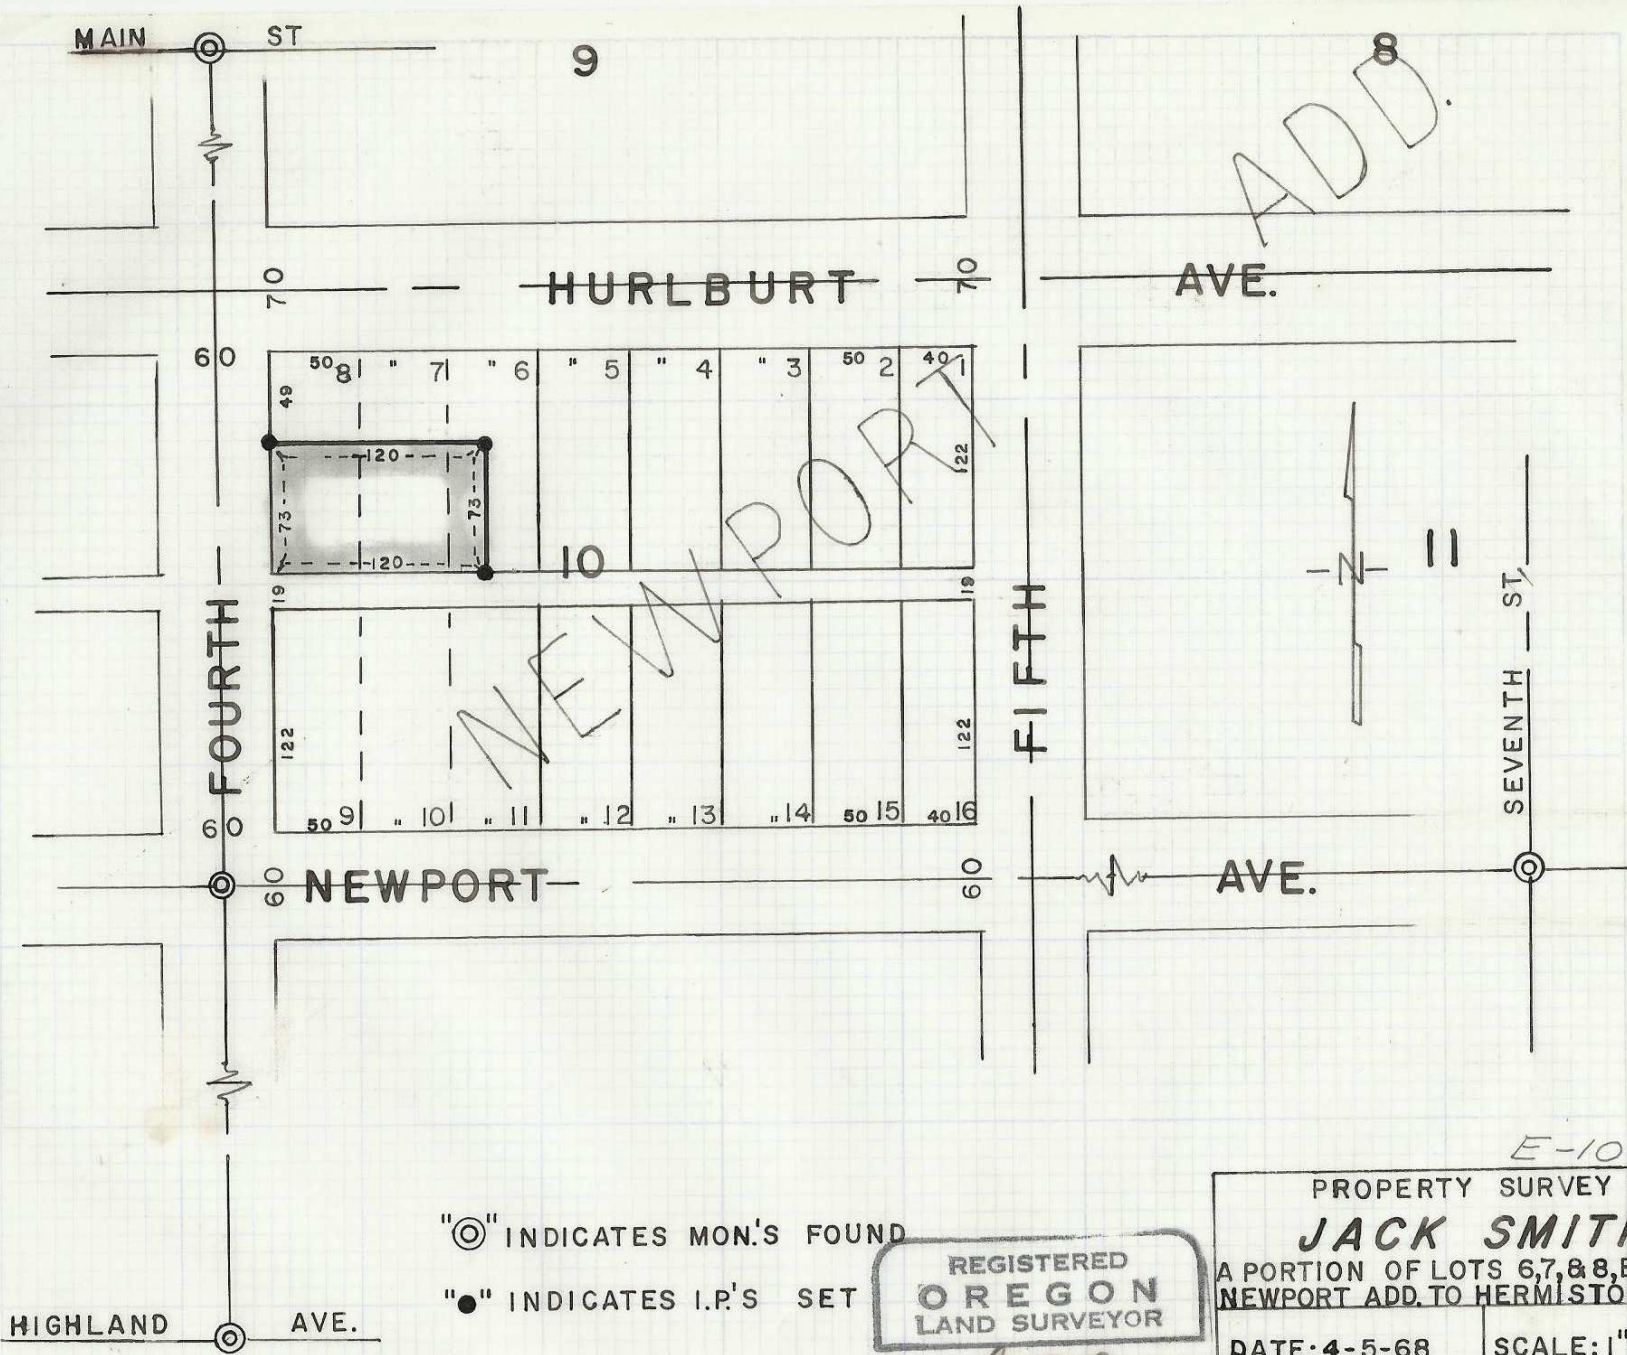 MAIN ST
9
8
ADD.
70
HURLBURT
70
AVE.
60
50 8 " 7 " 6 " 5 " 4 " 3 50 2 40 1
49
120
73
73
122
120
10
11
N
19
19
NEWPORT
FOURTH
FIFTH
SEVENTH ST.
122
122
50 9 " 10 " 11 " 12 " 13 " 14 50 15 40 16
60
60
NEWPORT
60
AVE.
E-10
"◎" INDICATES MON.'S FOUND
"●" INDICATES I.P.'S SET
HIGHLAND AVE.
REGISTERED
OREGON
LAND SURVEYOR
PROPERTY SURVEY
JACK SMITH
A PORTION OF LOTS 6,7,& 8,
NEWPORT ADD. TO HERMISTO
DATE: 4-5-68
SCALE: 1"